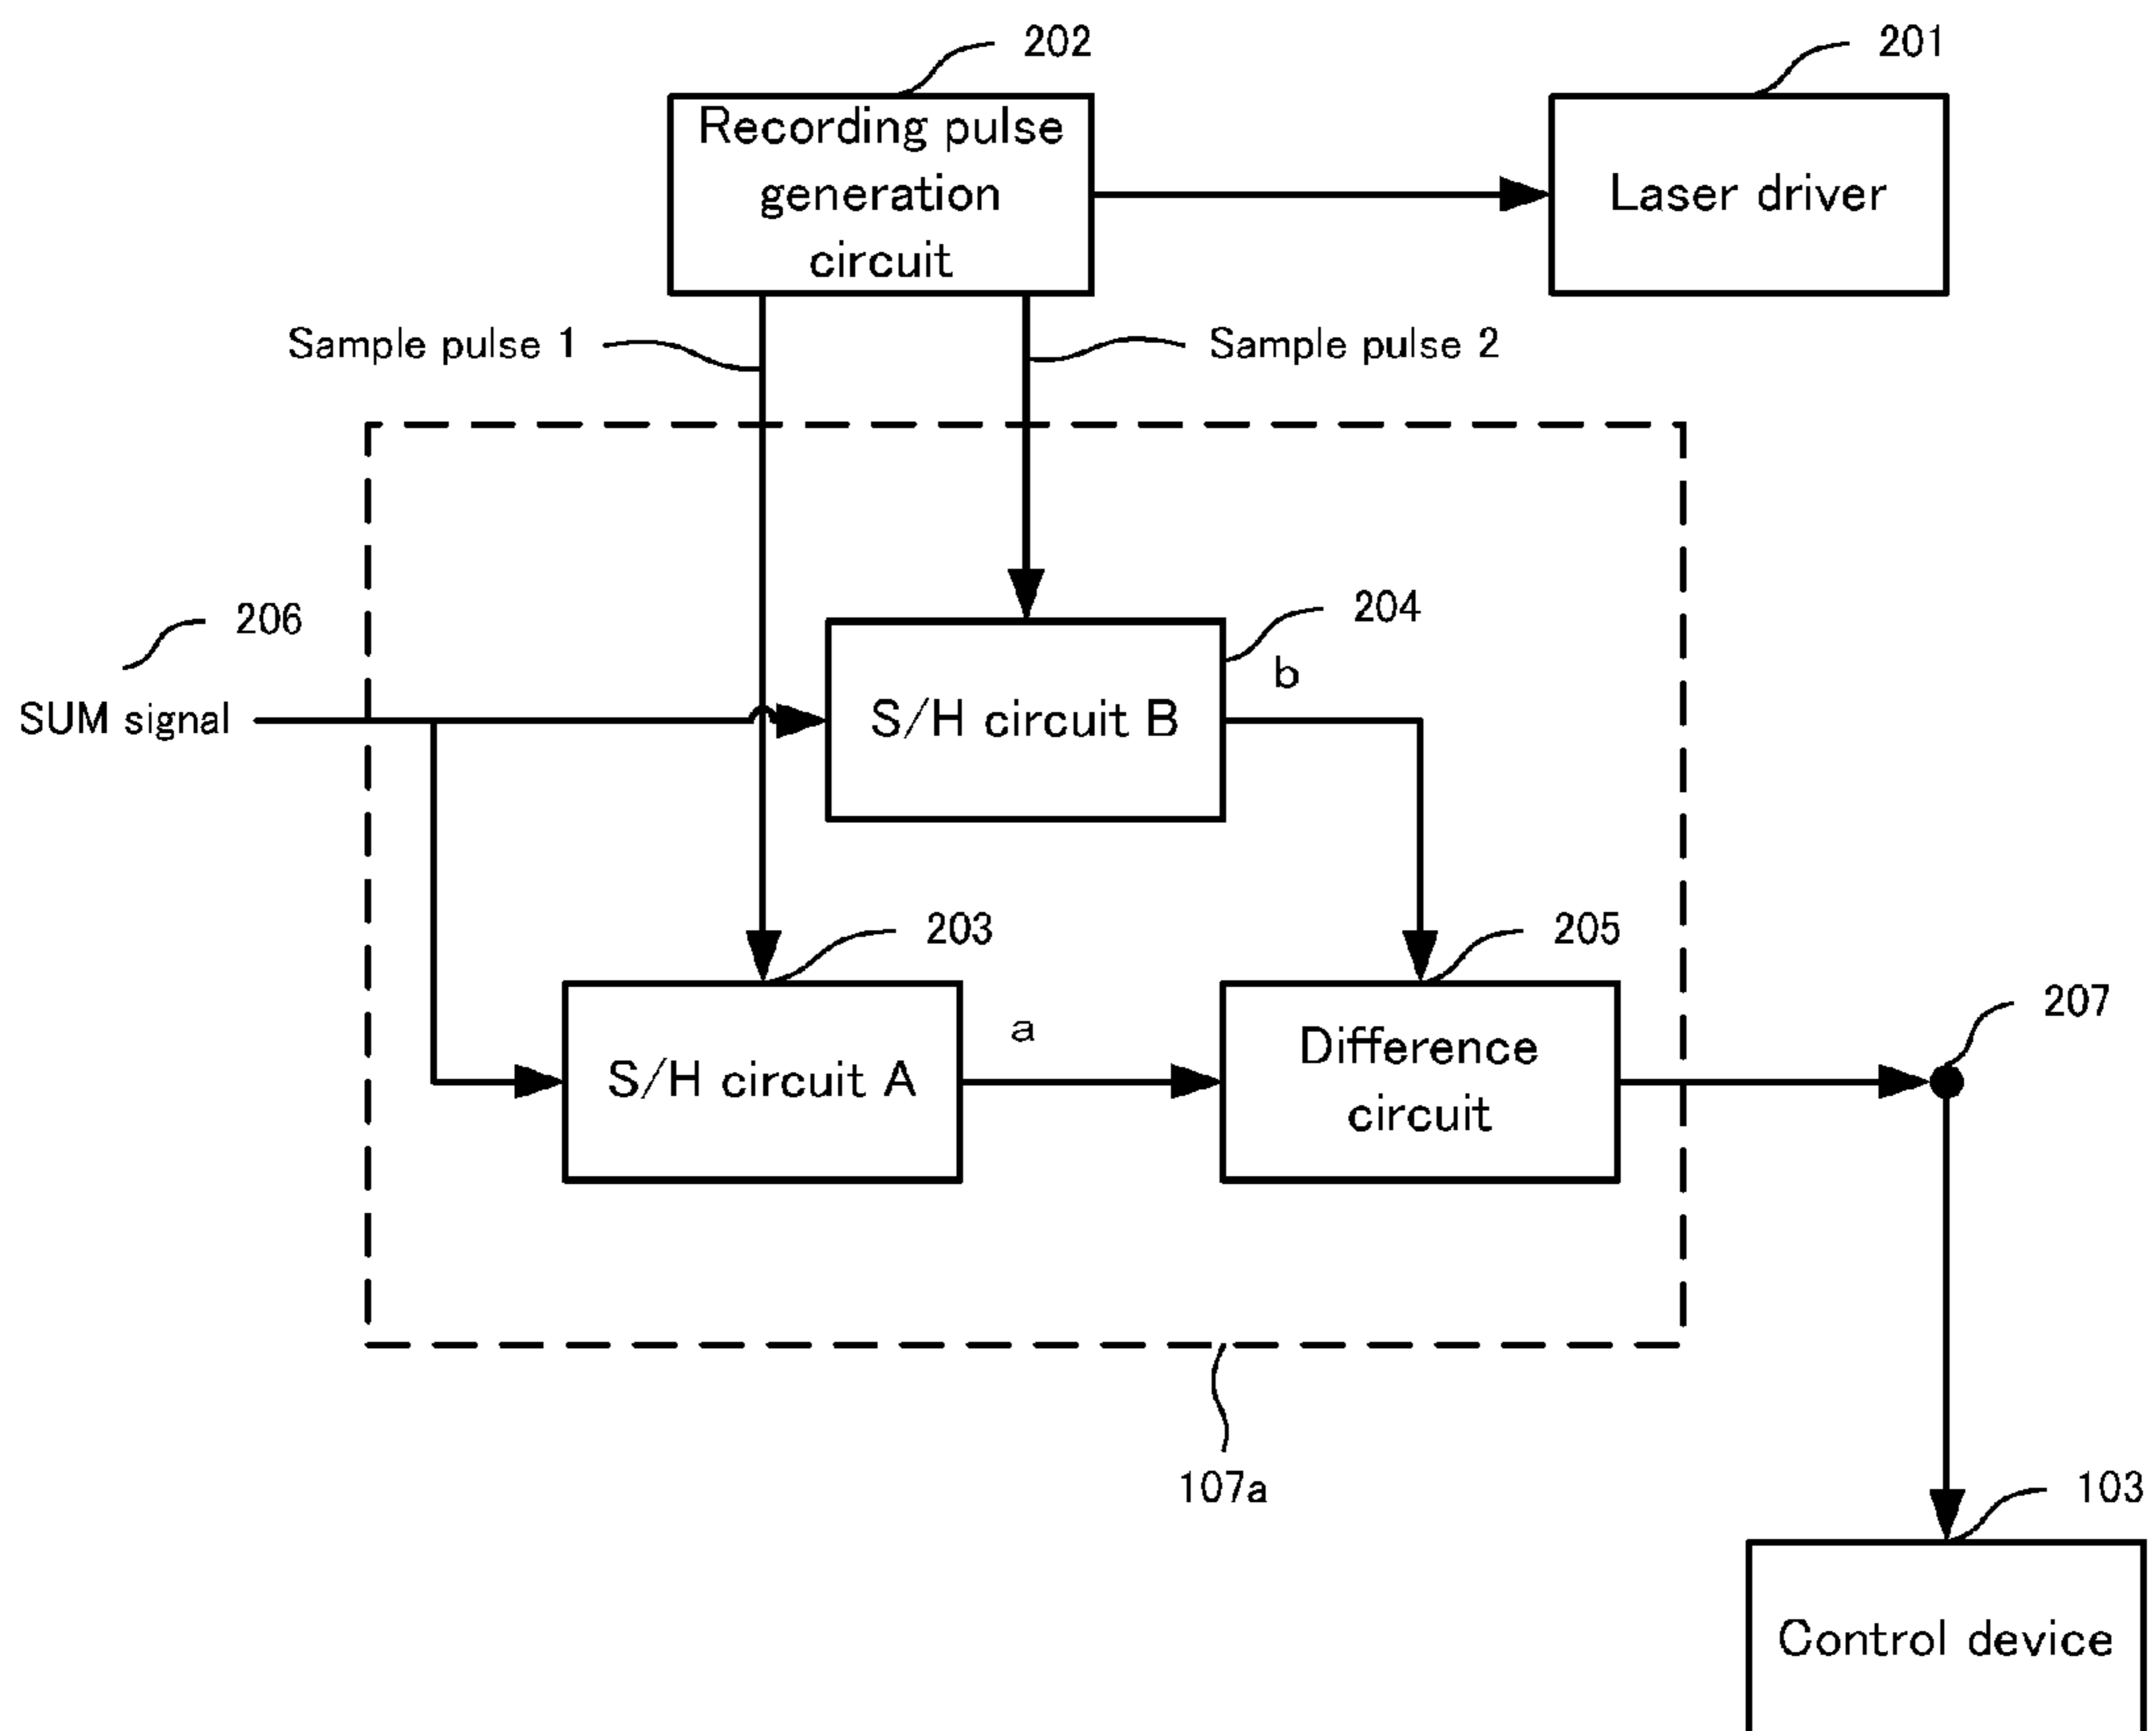 202
201
Recording pulse
generation
circuit
Laser driver
Sample pulse 1
Sample pulse 2
206
204
b
SUM signal
S/H circuit B
203
205
207
a
S/H circuit A
Difference
circuit
107a
103
Control device